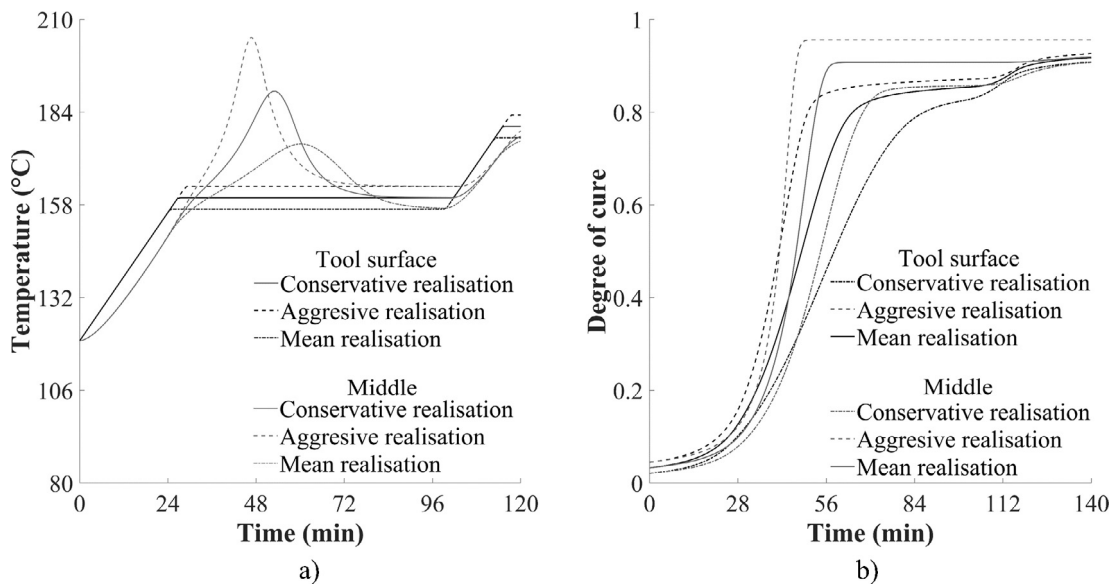 210
184
158
132
106
80
Temperature (°C)
0
24
48
72
96
120
Time (min)
Tool surface
Conservative realisation
Aggresive realisation
Mean realisation
Middle
Conservative realisation
Aggresive realisation
Mean realisation
a)
1
0.8
0.6
0.4
0.2
0
Degree of cure
0
28
56
84
112
140
Time (min)
Tool surface
Conservative realisation
Aggresive realisation
Mean realisation
Middle
Conservative realisation
Aggresive realisation
Mean realisation
b)